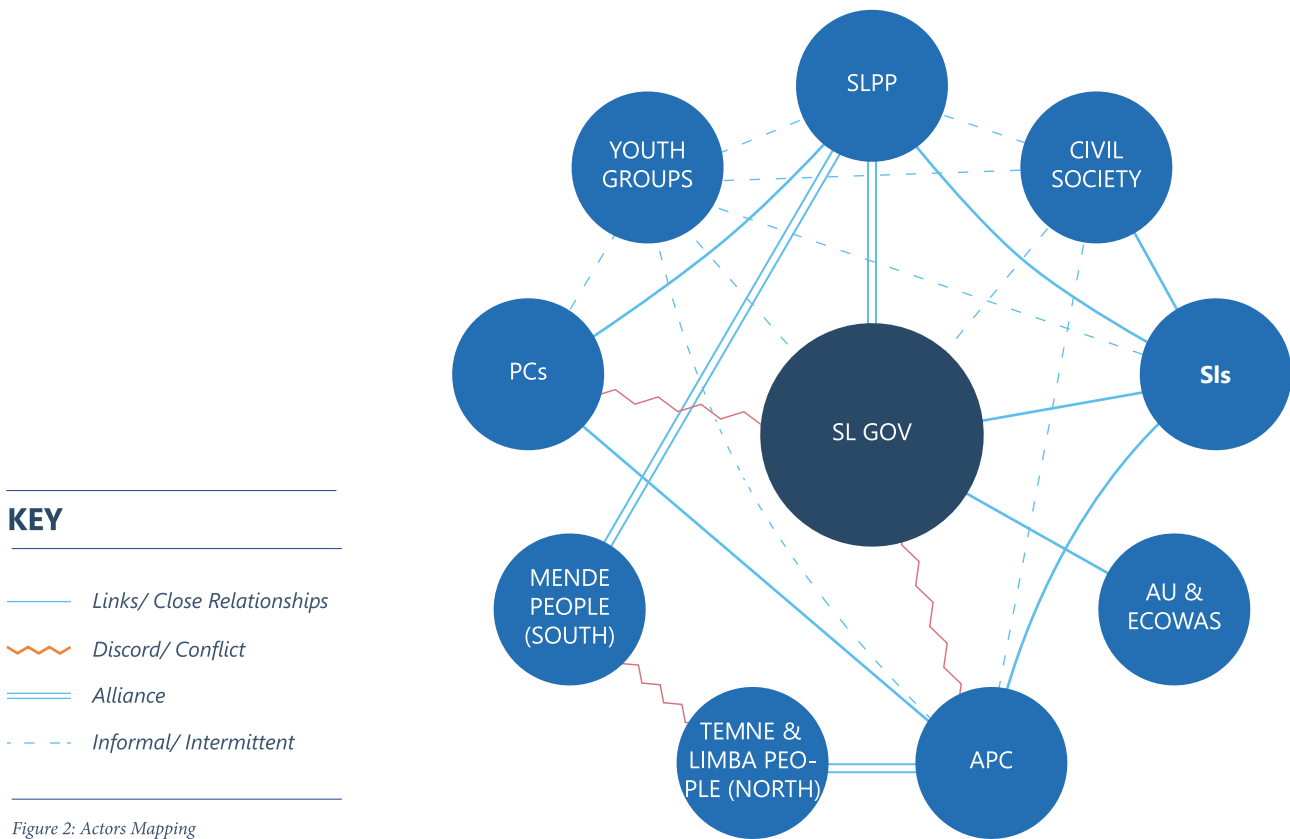 SLPP
YOUTH
GROUPS
CIVIL
SOCIETY
PCs
SIs
SL GOV
MENDE
PEOPLE
(SOUTH)
AU &
ECOWAS
TEMNE &
LIMBA PEO-
PLE (NORTH)
APC
KEY
Links/ Close Relationships
Discord/ Conflict
Alliance
Informal/ Intermittent
Figure 2: Actors Mapping